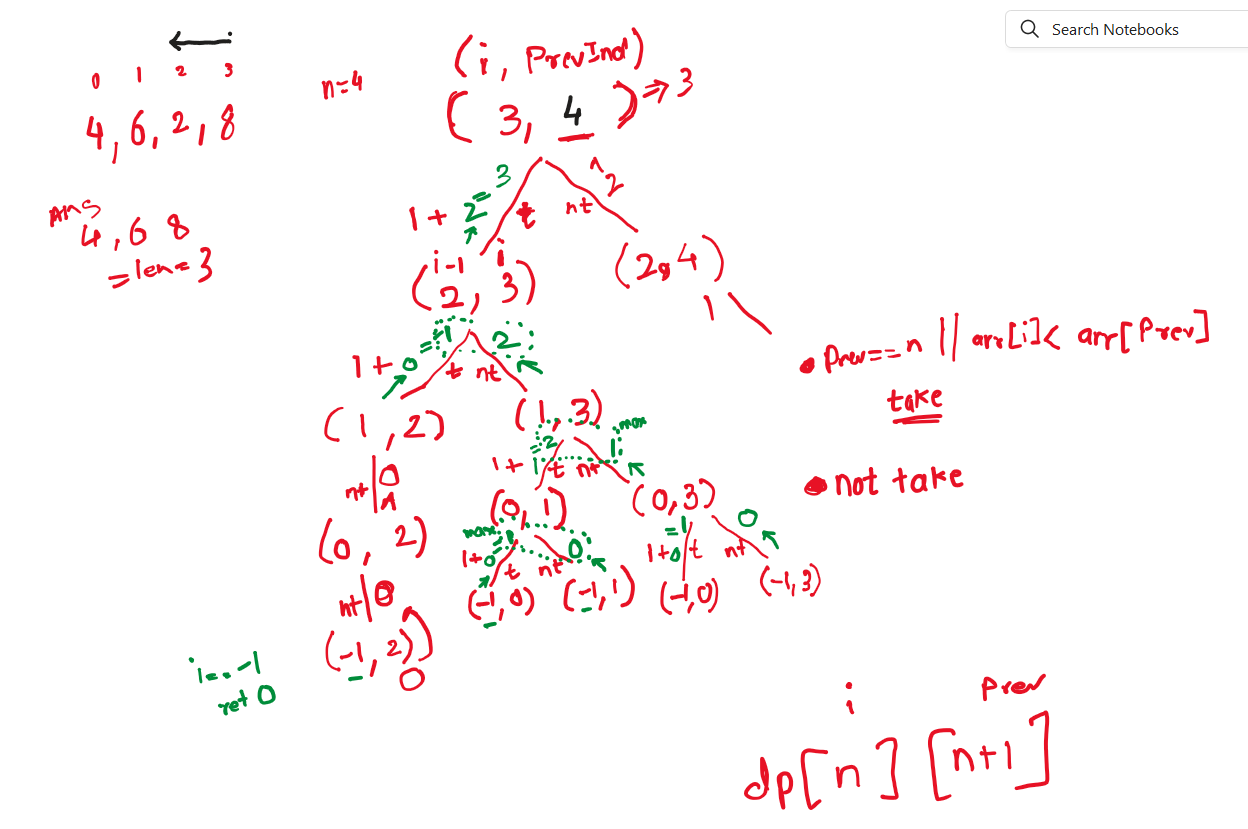 Search Notebooks
(i, PrevInd)
0 1 2 3
n=4
(3, 4) => 3
4, 6, 2, 8
2
3
1 + 2 =
t
nt
Ans
4, 6 8
= len = 3
i-1 i
(2, 3)
(2, 4)
1
• Prev==n || arr[i]< arr[Prev]
take
1 + 0 = 1
2
t nt
(1, 2)
(1, 3)
max
1 + 1 = 2
t nt
1
• not take
nt 0
(0, 2)
(0, 1)
(0, 3)
max
1+0 = 1
t nt
0
1+0 = 1
t nt
0
nt 0
(-1, 0) (-1, 1) (-1, 0) (-1, 3)
(-1, 2)
0
i == -1
ret 0
i Prev
dp[n] [n+1]